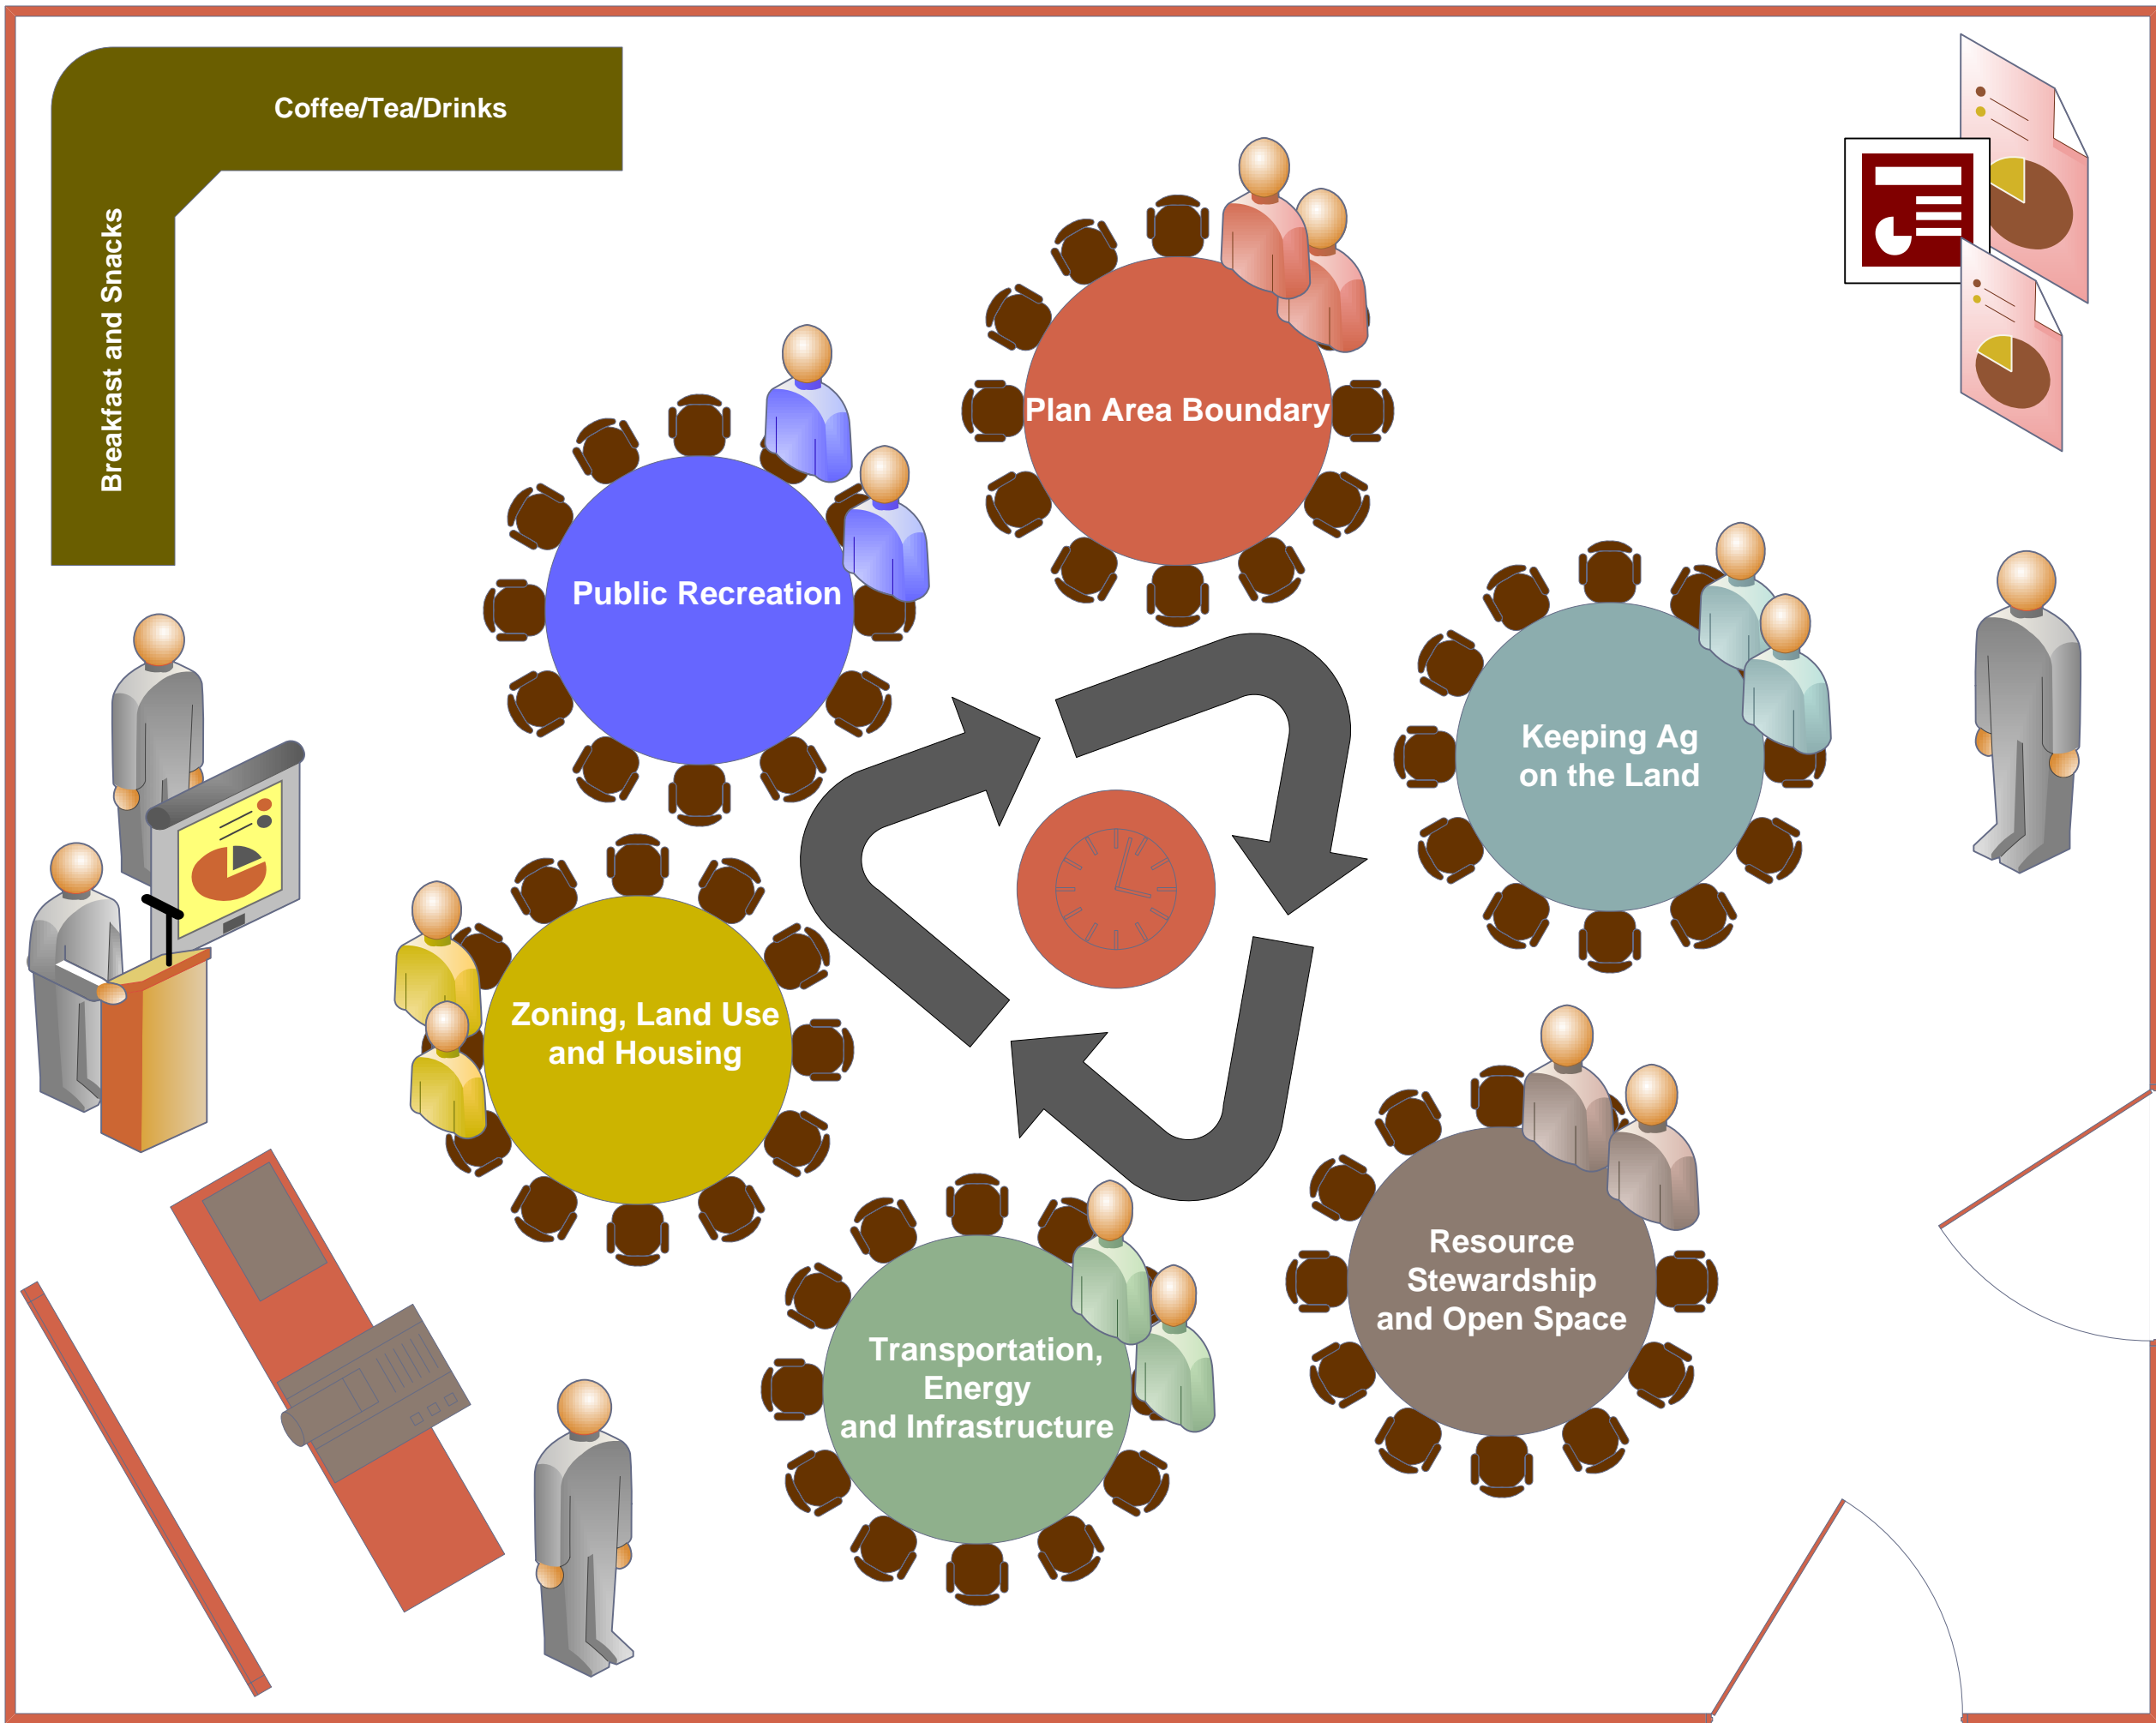 Coffee/Tea/Drinks
Breakfast and Snacks
Plan Area Boundary
Public Recreation
Keeping Ag
on the Land
Zoning, Land Use
and Housing
Resource
Stewardship
and Open Space
Transportation,
Energy
and Infrastructure